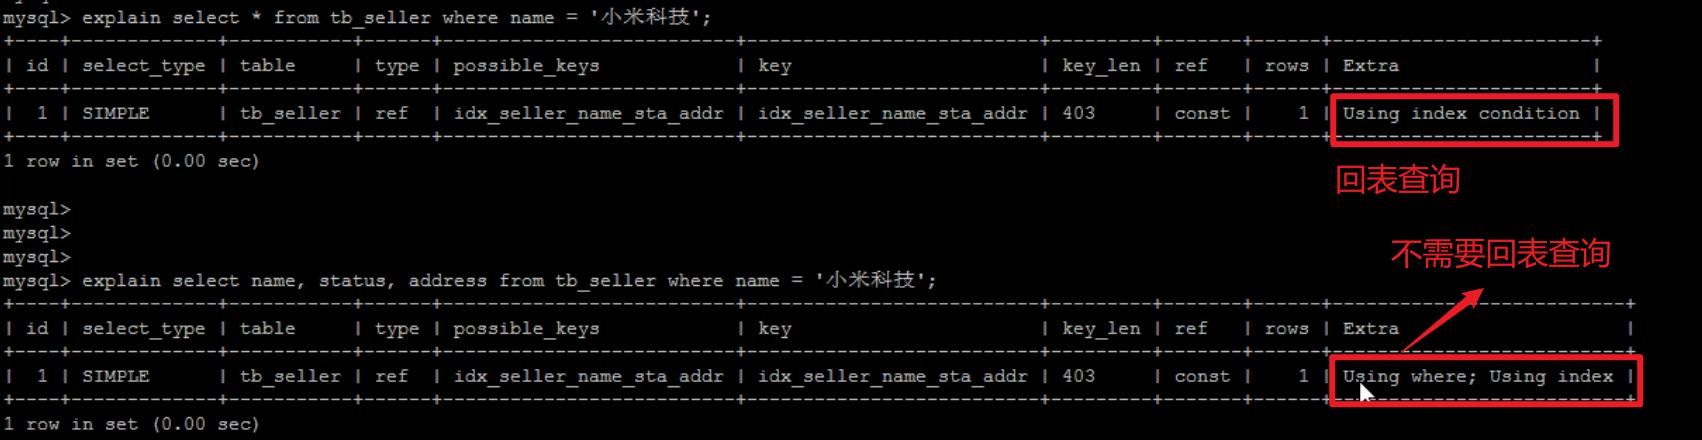 mysql> explain select * from tb_seller where name = '小米科技';
+----+-------------+-----------+------+--------------------------+--------------------------+---------+-------+------+-----------------------+
| id | select_type | table     | type | possible_keys            | key                      | key_len | ref   | rows | Extra                 |
+----+-------------+-----------+------+--------------------------+--------------------------+---------+-------+------+-----------------------+
|  1 | SIMPLE      | tb_seller | ref  | idx_seller_name_sta_addr | idx_seller_name_sta_addr | 403     | const |    1 | Using index condition |
+----+-------------+-----------+------+--------------------------+--------------------------+---------+-------+------+-----------------------+
1 row in set (0.00 sec)
回表查询
mysql>
mysql>
不需要回表查询
mysql>
mysql> explain select name, status, address from tb_seller where name = '小米科技';
+----+-------------+-----------+------+--------------------------+--------------------------+---------+-------+------+--------------------------+
| id | select_type | table     | type | possible_keys            | key                      | key_len | ref   | rows | Extra                    |
+----+-------------+-----------+------+--------------------------+--------------------------+---------+-------+------+--------------------------+
|  1 | SIMPLE      | tb_seller | ref  | idx_seller_name_sta_addr | idx_seller_name_sta_addr | 403     | const |    1 | Using where; Using index |
+----+-------------+-----------+------+--------------------------+--------------------------+---------+-------+------+--------------------------+
1 row in set (0.00 sec)